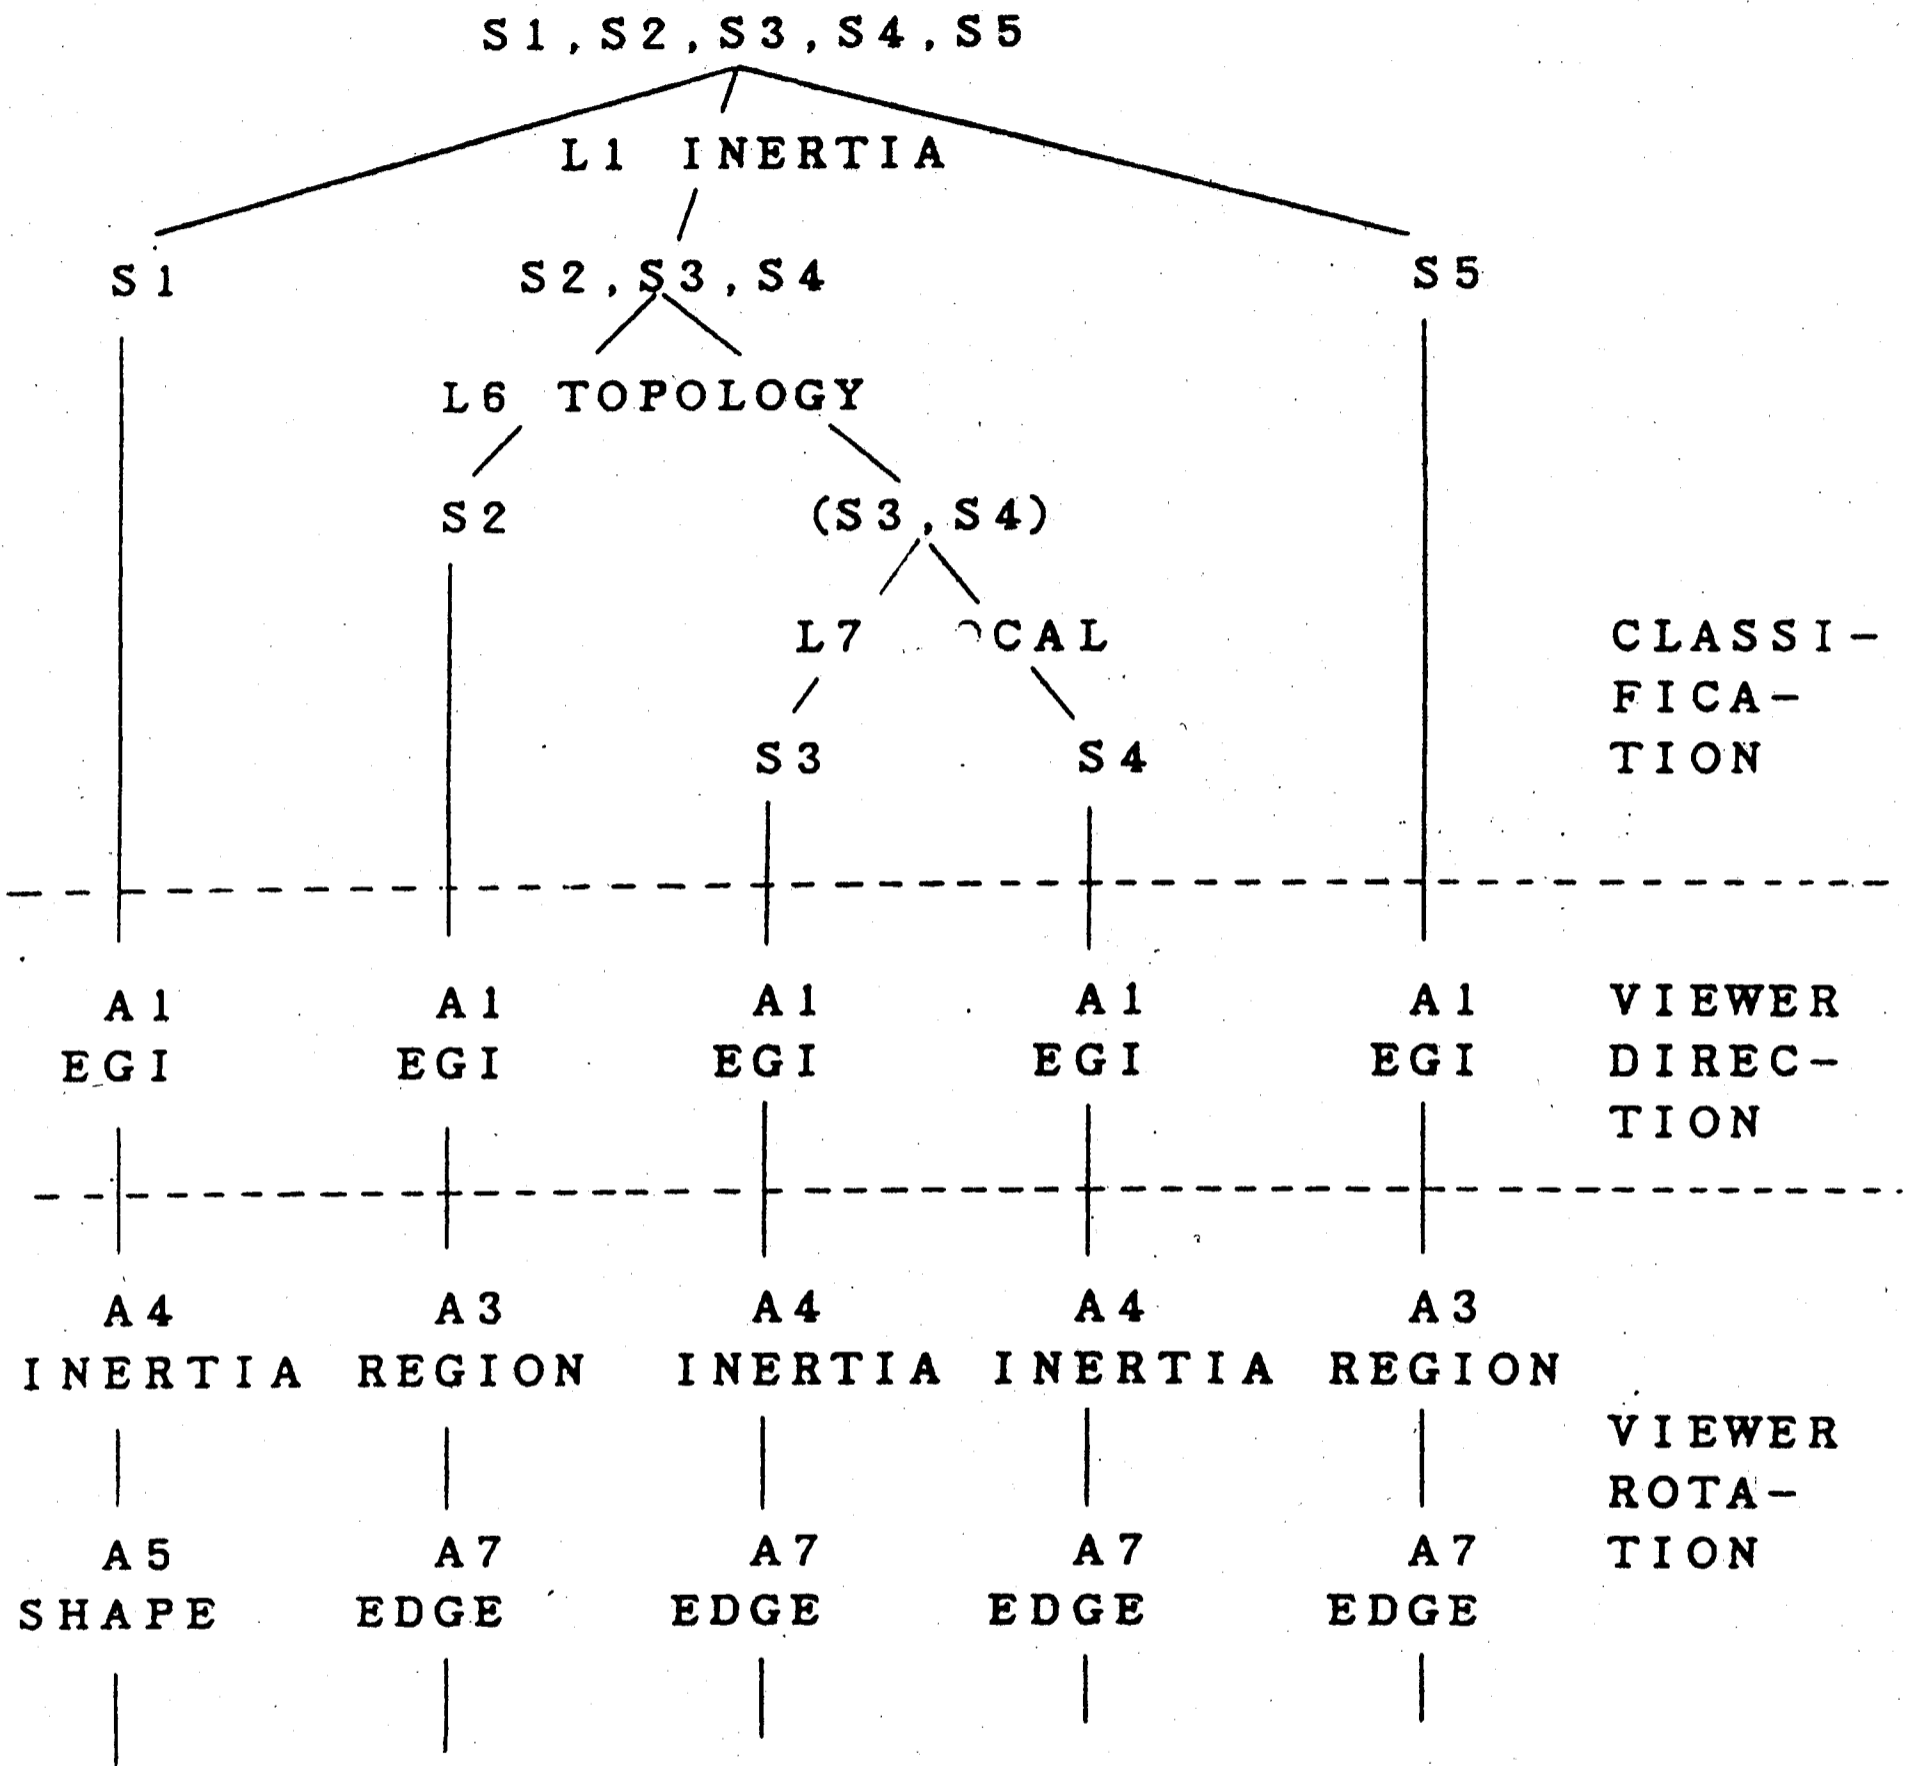 S1,S2,S3,S4,S5
L1 INERTIA
S1 S2,S3,S4 S5
L6 TOPOLOGY
S2 (S3,S4)
L7 CAL CLASSI-
FICA-
S3 S4 TION
A1 A1 A1 A1 A1 VIEWER
EGI EGI EGI EGI EGI DIREC-
TION
A4 A3 A4 A4 A3
INERTIA REGION INERTIA INERTIA REGION
VIEWER
ROTA-
A5 A7 A7 A7 A7 TION
SHAPE EDGE EDGE EDGE EDGE